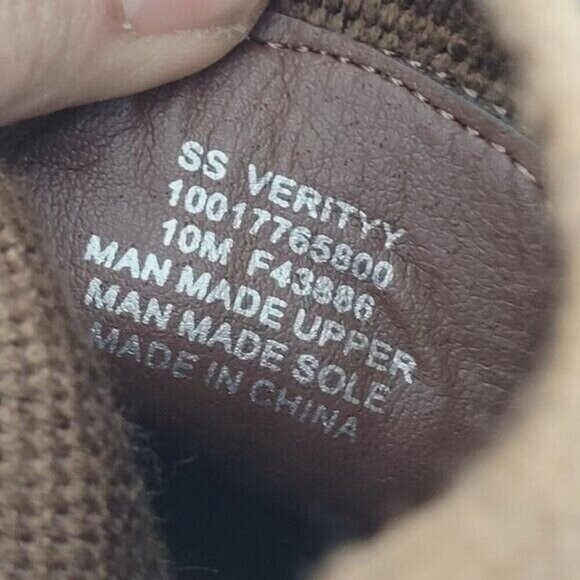 SS VERITYY
10017765800
10M F43886
MAN MADE UPPER
MAN MADE SOLE
MADE IN CHINA